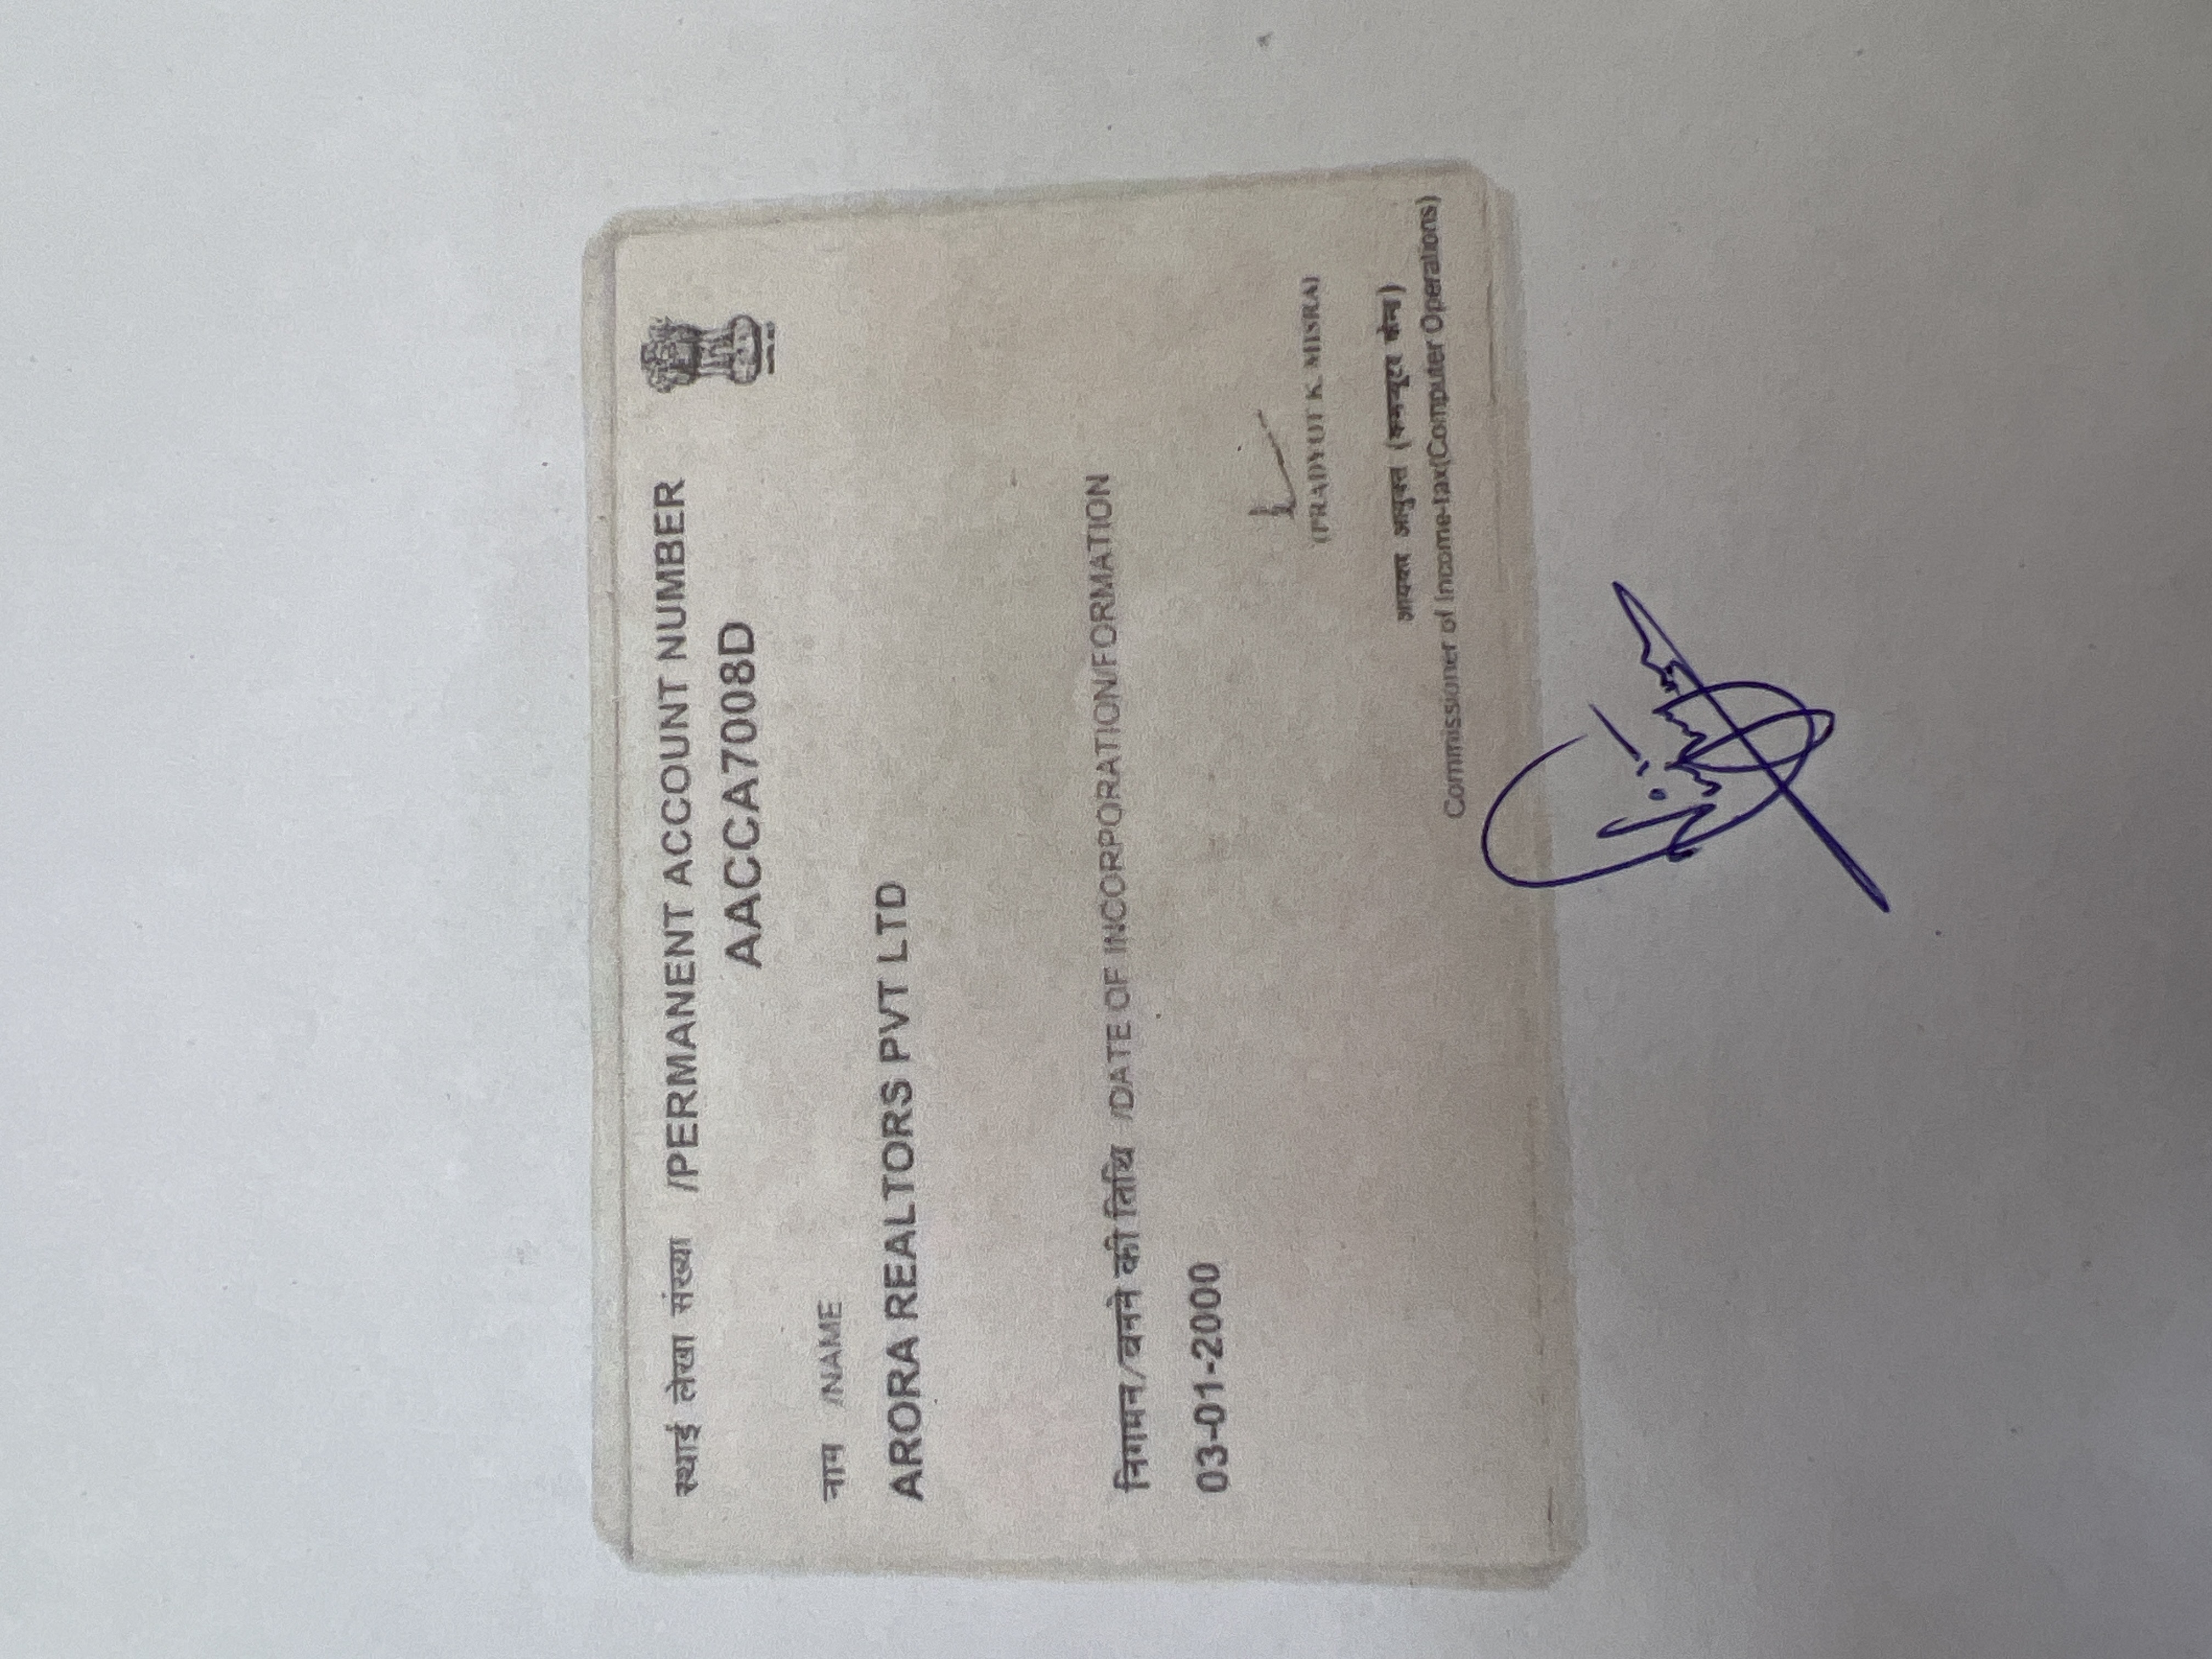 स्थाई लेखा संख्या /PERMANENT ACCOUNT NUMBER
AACCA7008D
नाम /NAME
ARORA REALTORS PVT LTD
निगमन/बनने की तिथि /DATE OF INCORPORATION/FORMATION
03-01-2000
(PRADYUT K. MISRA)
आयकर आयुक्त (कम्प्यूटर केन्द्र)
Commissioner of Income-tax(Computer Operations)